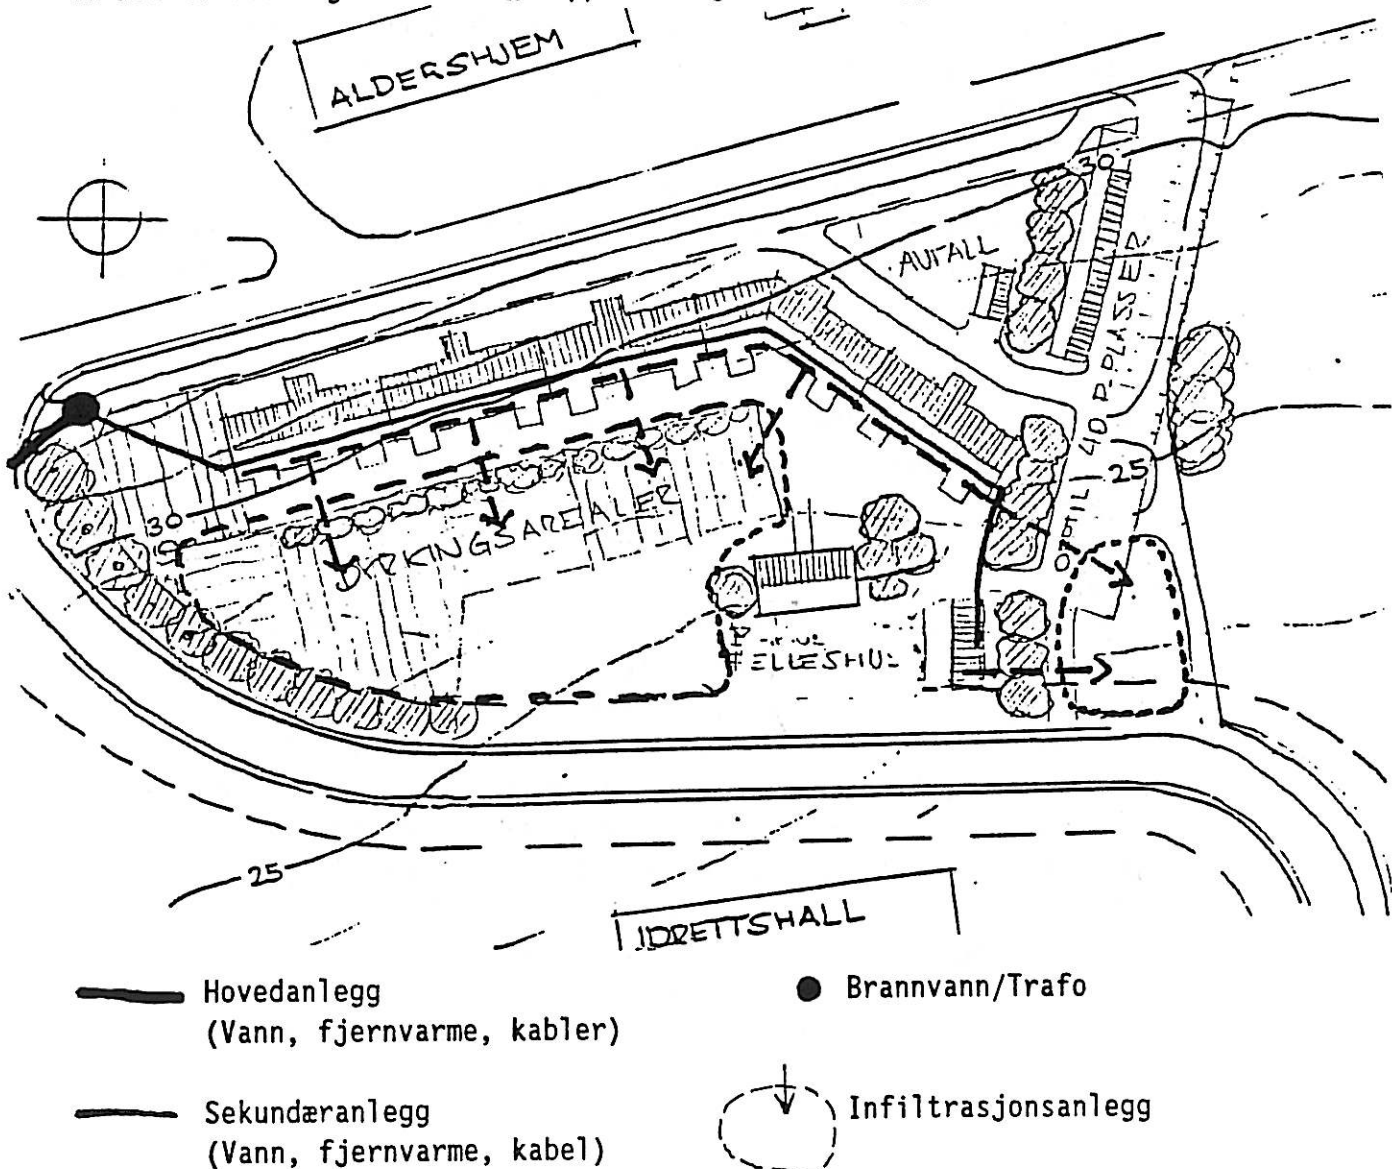 ALDERSHJEM
30
AVFALL
40 P-PLASSER
BIL
25
30
DYRKINGSAREALER
FELLESHUS
25
IDRETTSHALL
Hovedanlegg
(Vann, fjernvarme, kabler)
Brannvann/Trafo
Sekundæranlegg
(Vann, fjernvarme, kabel)
Infiltrasjonsanlegg